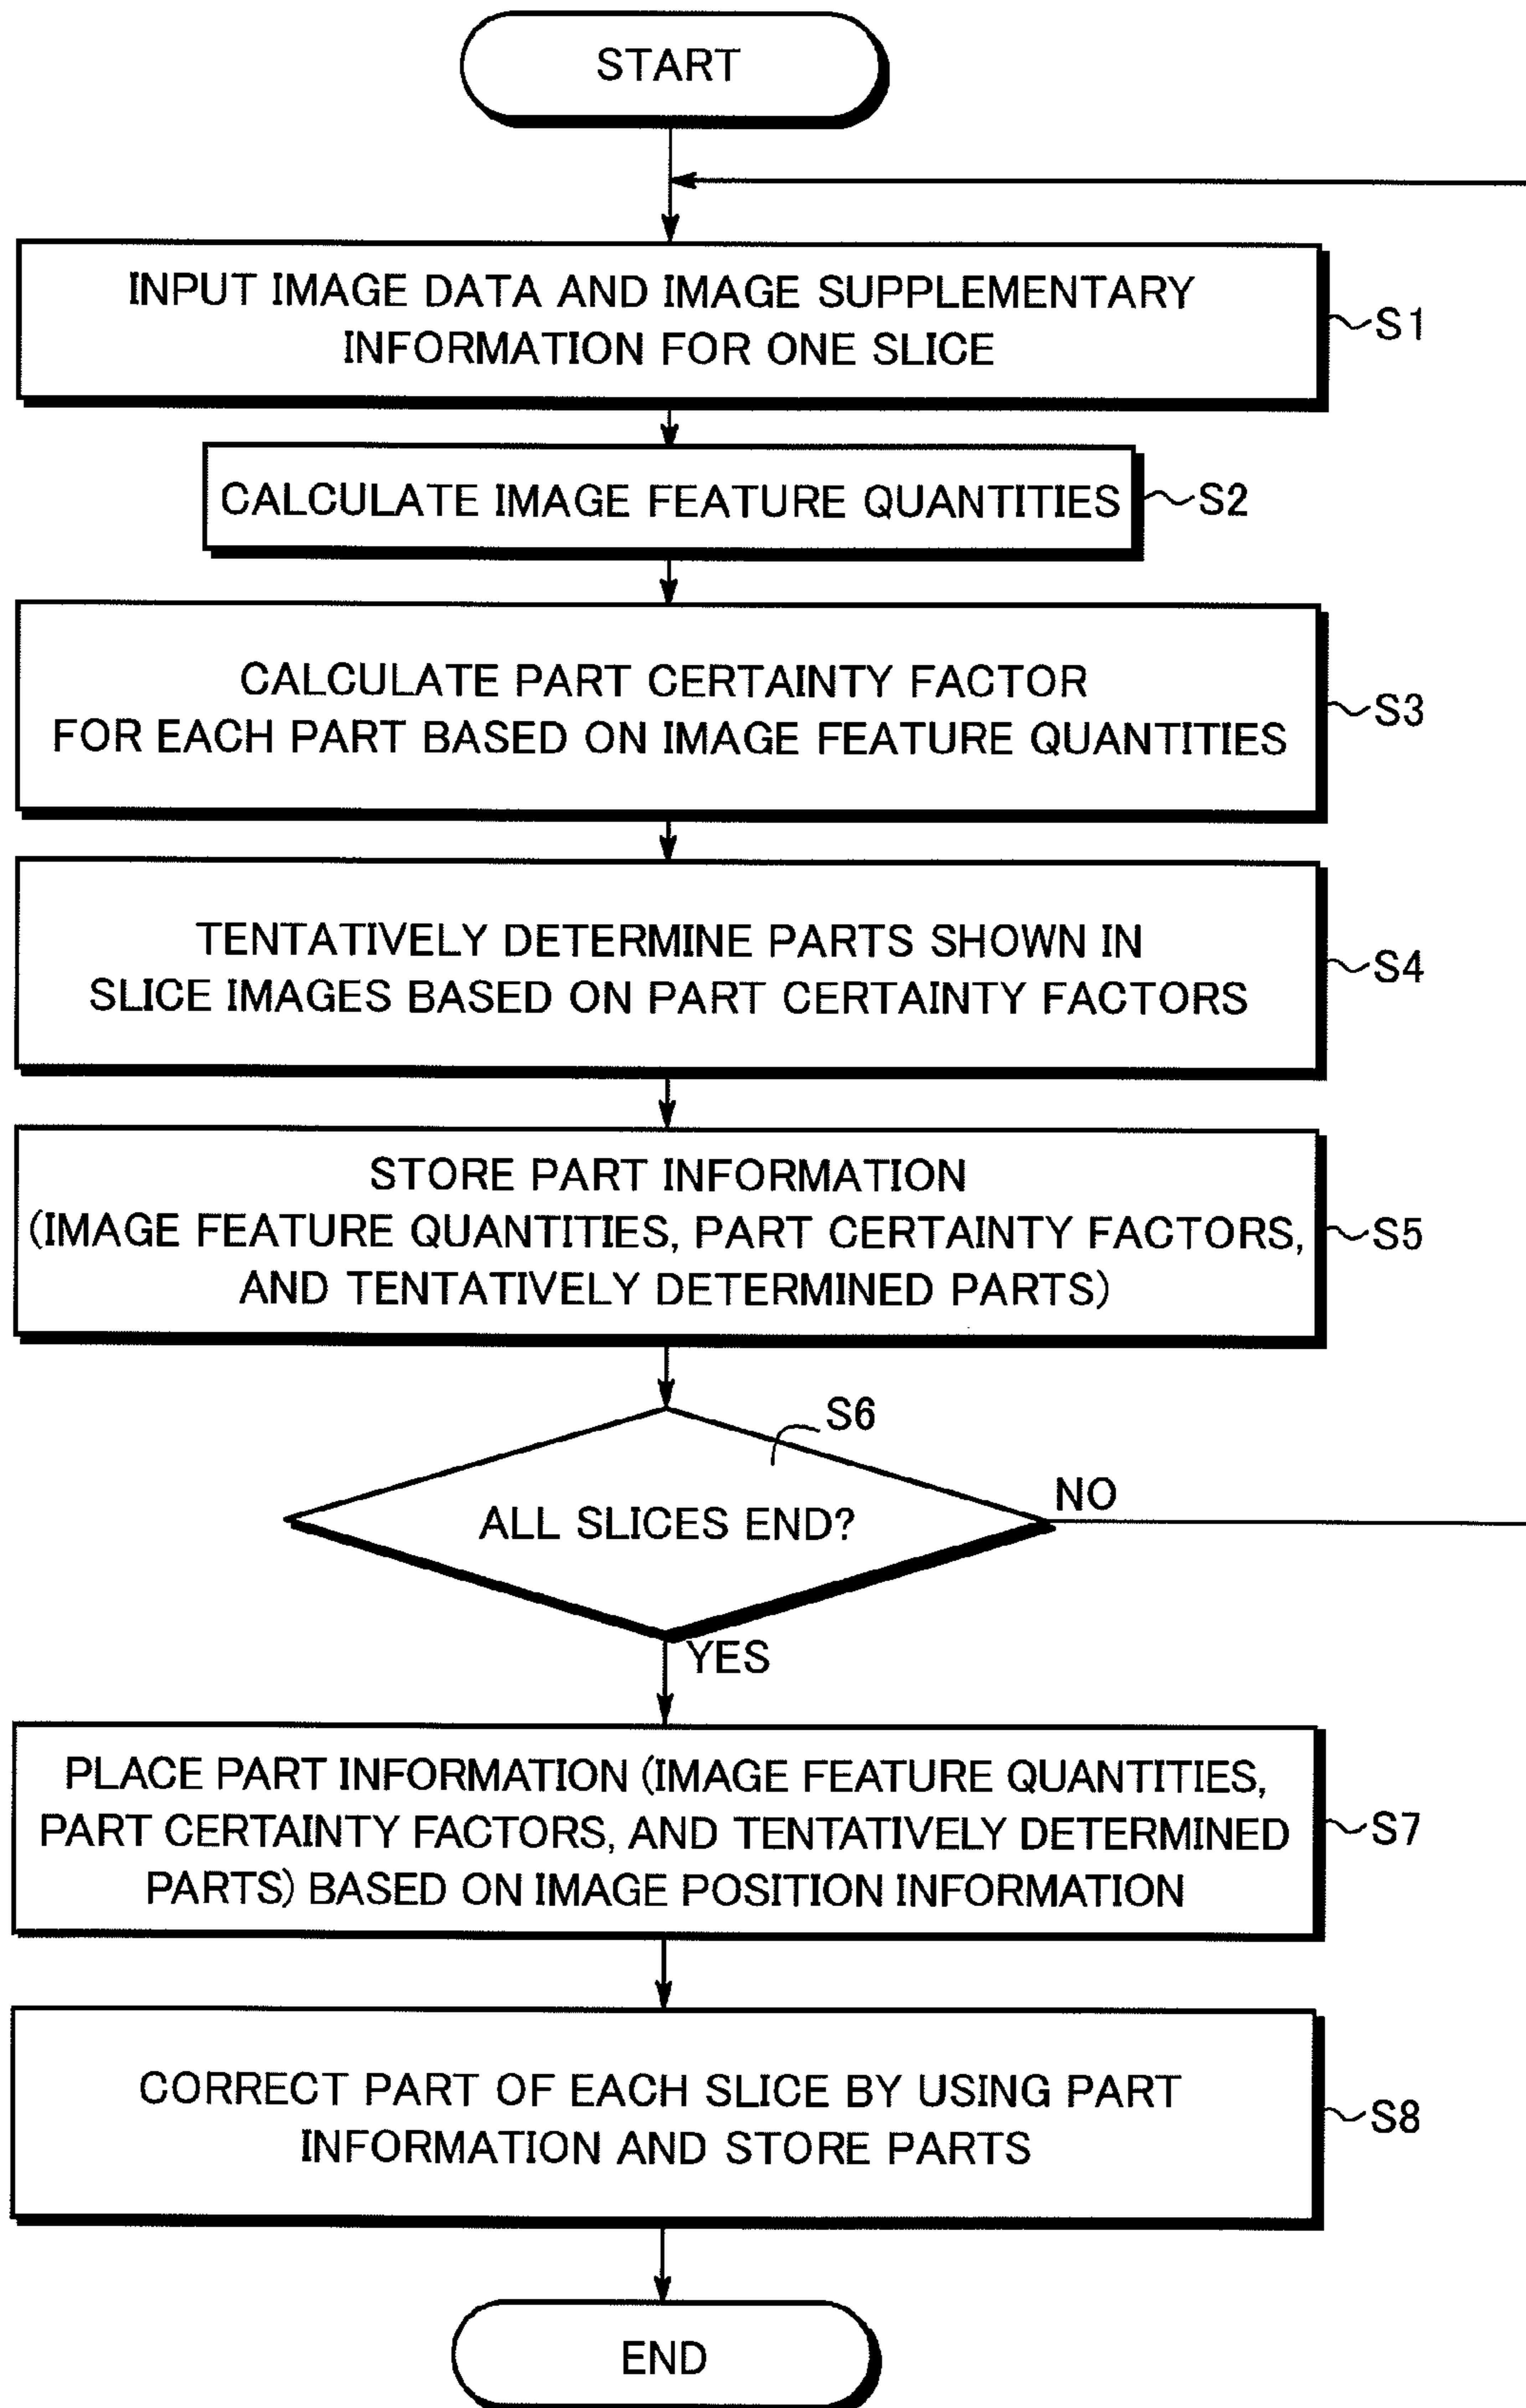 START
INPUT IMAGE DATA AND IMAGE SUPPLEMENTARY
INFORMATION FOR ONE SLICE
S1
CALCULATE IMAGE FEATURE QUANTITIES
S2
CALCULATE PART CERTAINTY FACTOR
FOR EACH PART BASED ON IMAGE FEATURE QUANTITIES
S3
TENTATIVELY DETERMINE PARTS SHOWN IN
SLICE IMAGES BASED ON PART CERTAINTY FACTORS
S4
STORE PART INFORMATION
(IMAGE FEATURE QUANTITIES, PART CERTAINTY FACTORS,
AND TENTATIVELY DETERMINED PARTS)
S5
S6
ALL SLICES END?
NO
YES
PLACE PART INFORMATION (IMAGE FEATURE QUANTITIES,
PART CERTAINTY FACTORS, AND TENTATIVELY DETERMINED
PARTS) BASED ON IMAGE POSITION INFORMATION
S7
CORRECT PART OF EACH SLICE BY USING PART
INFORMATION AND STORE PARTS
S8
END